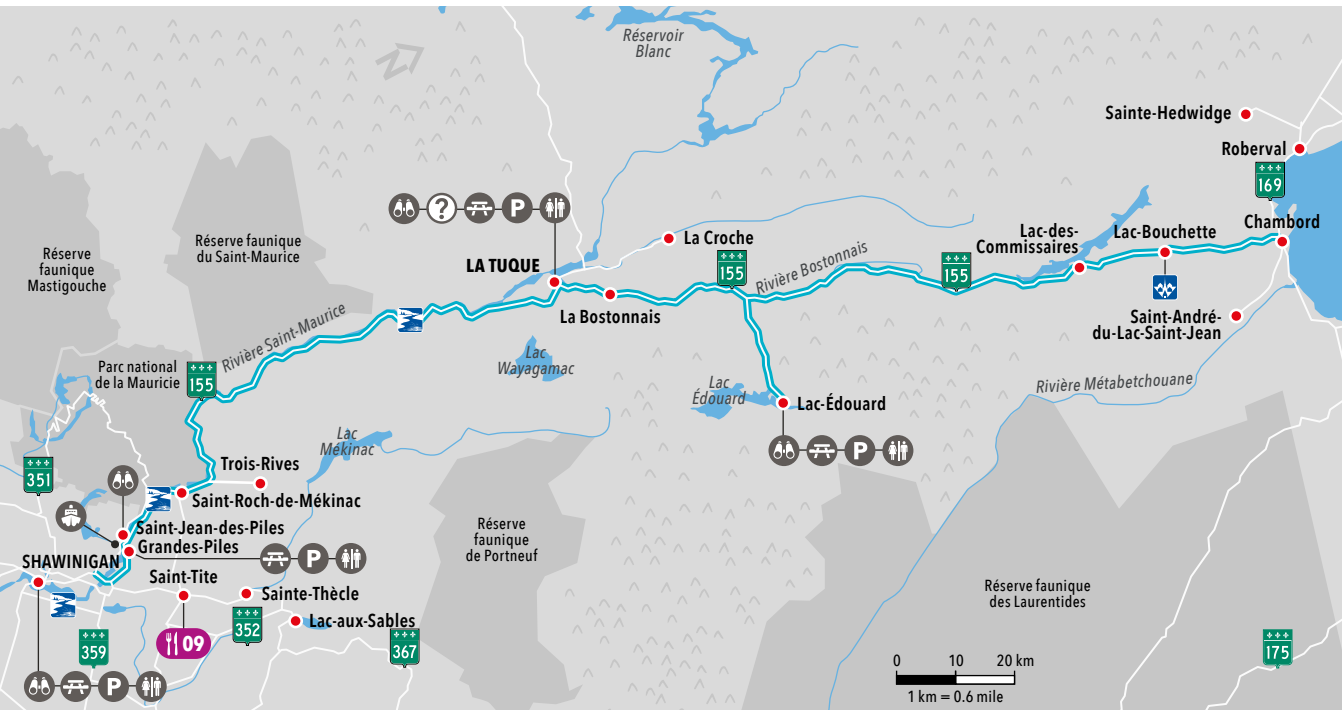 Réservoir
Blanc
Sainte-Hedwidge
Roberval
169
Chambord
Lac-Bouchette
Lac-des-
Commissaires
Saint-André-
du-Lac-Saint-Jean
Rivière Métabetchouane
Réserve
faunique
Mastigouche
Réserve faunique
du Saint-Maurice
?
P
LA TUQUE
La Croche
155
Rivière Bostonnais
155
La Bostonnais
Rivière Saint-Maurice
Lac
Wayagamac
Lac
Édouard
Lac-Édouard
P
Parc national
de la Mauricie
155
Lac
Mékinac
351
Trois-Rives
Saint-Roch-de-Mékinac
Saint-Jean-des-Piles
Grandes-Piles
P
SHAWINIGAN
Saint-Tite
Sainte-Thècle
Lac-aux-Sables
09
352
359
367
P
Réserve
faunique
de Portneuf
Réserve faunique
des Laurentides
175
0 10 20 km
1 km = 0.6 mile